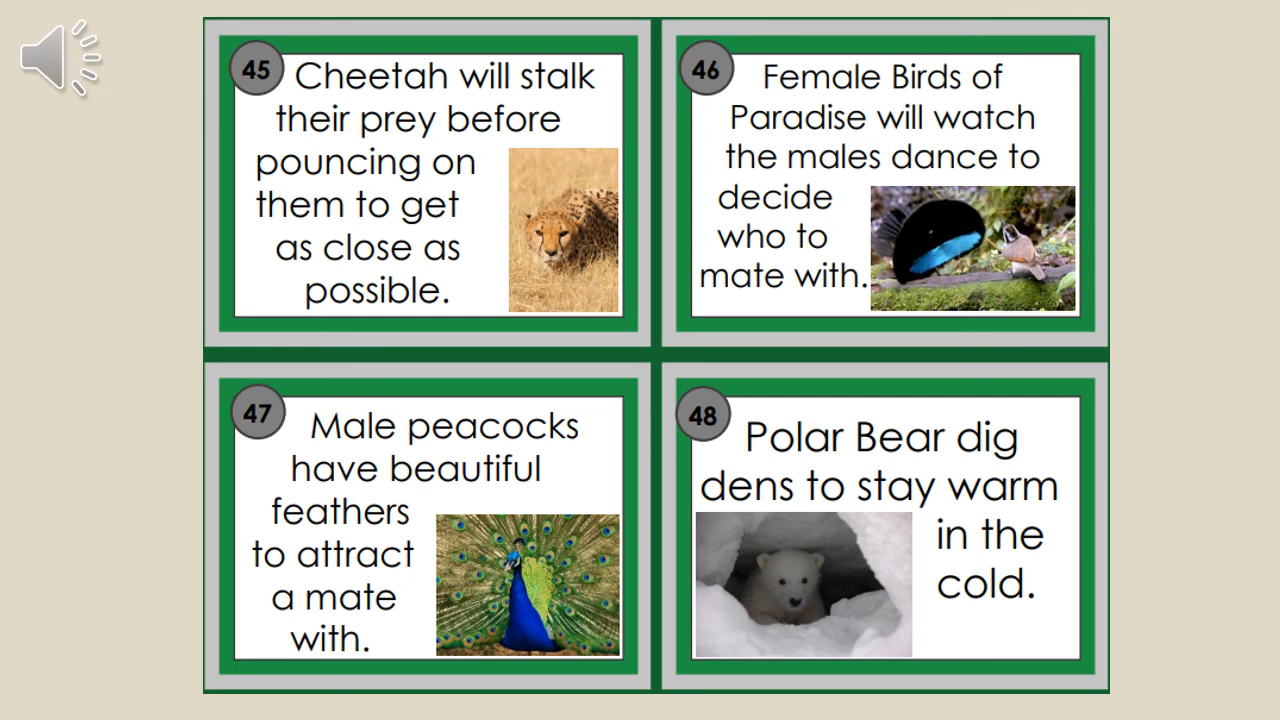 45
Cheetah will stalk
their prey before
pouncing on
them to get
as close as
possible.
46
Female Birds of
Paradise will watch
the males dance to
decide
who to
mate with.
47
Male peacocks
have beautiful
feathers
to attract
a mate
with.
48
Polar Bear dig
dens to stay warm
in the
cold.